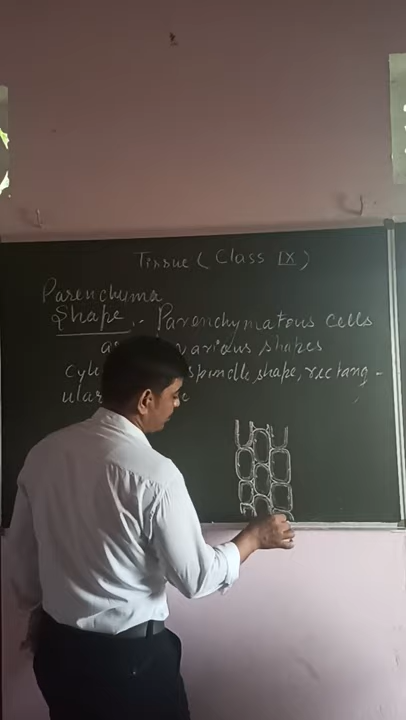 Tissue (Class IX)
Parenchyma
Shape :- Parenchymatous cells
various shapes
spindle shape, rectang-
ular